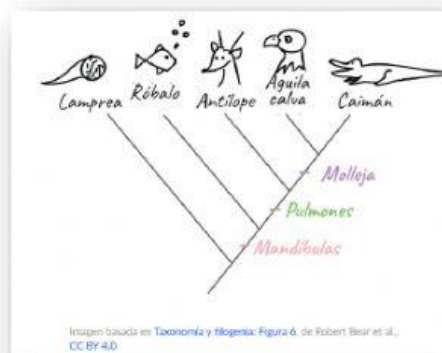 Lamprea Róbalo Antílope Águila calva Caimán
Molleja
Pulmones
Mandíbulas
Imagen basada en Taxonomía y filogenia: Figura 6, de Robert Bear et al.,
CC BY 4.0